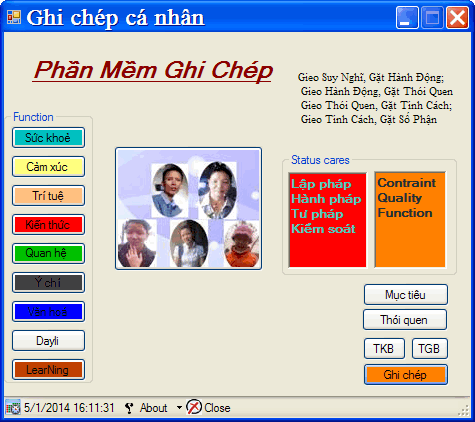 Ghi chép cá nhân
Phần Mềm Ghi Chép
Gieo Suy Nghĩ, Gặt Hành Động;
Gieo Hành Động, Gặt Thói Quen
Gieo Thói Quen, Gặt Tinh Cách;
Gieo Tinh Cách, Gặt Số Phận
Function
Sức khoẻ
Cảm xúc
Trí tuệ
Kiến thức
Quan hệ
Ý chí
Văn hoá
Dayli
LearNing
Status cares
Lập pháp
Hành pháp
Tư pháp
Kiểm soát
Contraint
Quality
Function
Mục tiêu
Thói quen
TKB
TGB
Ghi chép
5/1/2014 16:11:31
About
Close